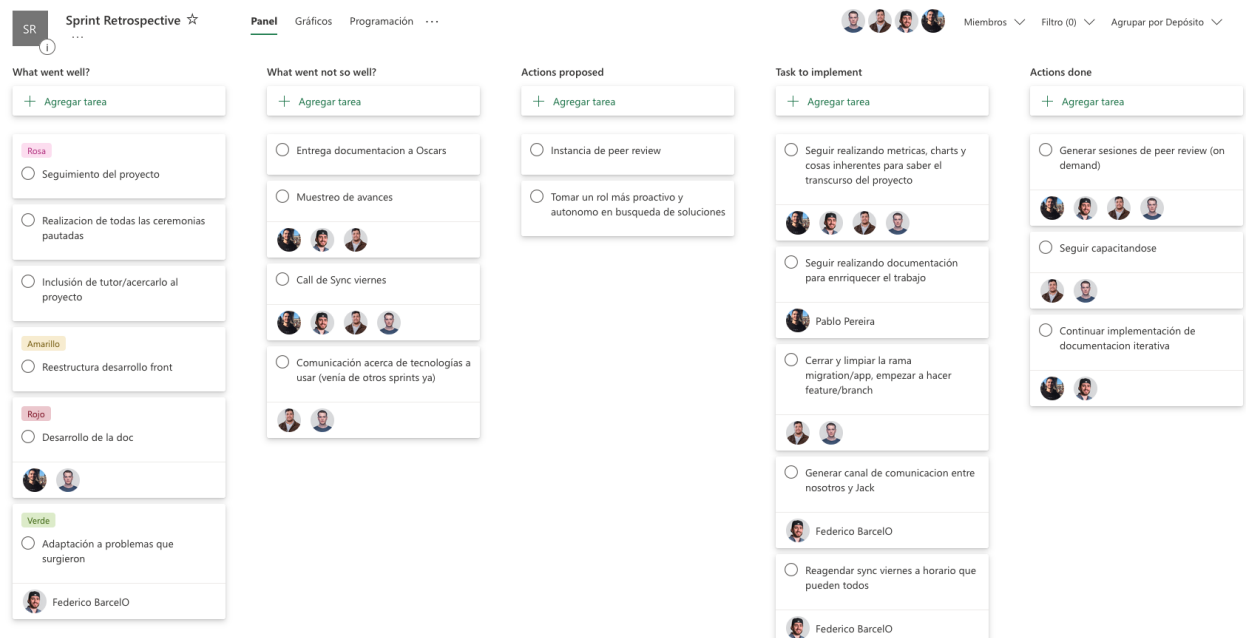 SR
Sprint Retrospective
Panel
Gráficos
Programación
Miembros
Filtro (0)
Agrupar por Depósito
What went well?
Agregar tarea
Rosa
Seguimiento del proyecto
Realizacion de todas las ceremonias
pautadas
Inclusión de tutor/acercarlo al
proyecto
Amarillo
Reestructura desarrollo front
Rojo
Desarrollo de la doc
Verde
Adaptación a problemas que
surgieron
Federico BarcelO
What went not so well?
Agregar tarea
Entrega documentacion a Oscars
Muestreo de avances
Call de Sync viernes
Comunicación acerca de tecnologías a
usar (venia de otros sprints ya)
Actions proposed
Agregar tarea
Instancia de peer review
Tomar un rol más proactivo y
autonomo en busqueda de soluciones
Task to implement
Agregar tarea
Seguir realizando metricas, charts y
cosas inherentes para saber el
transcurso del proyecto
Seguir realizando documentación
para enrriquecer el trabajo
Pablo Pereira
Cerrar y limpiar la rama
migration/app, empezar a hacer
feature/branch
Generar canal de comunicacion entre
nosotros y Jack
Federico BarcelO
Reagendar sync viernes a horario que
pueden todos
Federico BarcelO
Actions done
Agregar tarea
Generar sesiones de peer review (on
demand)
Seguir capacitandose
Continuar implementación de
documentacion iterativa